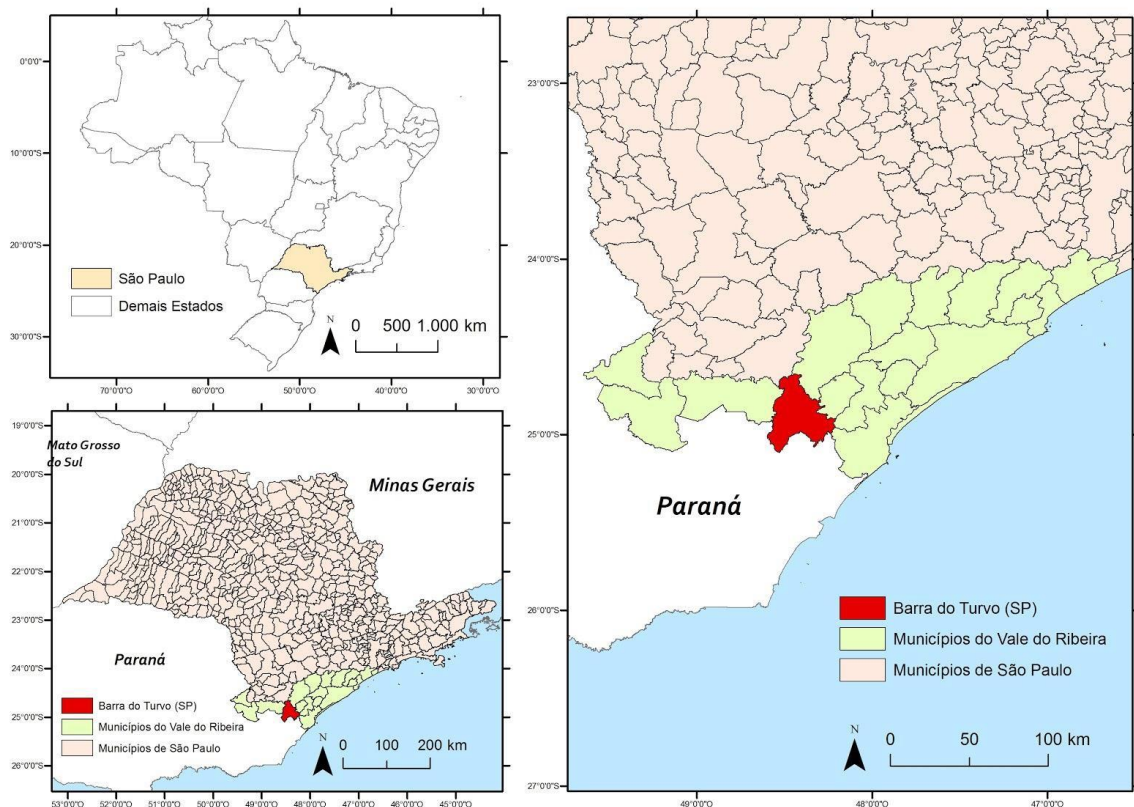 0°0'0"
10°0'0"S
20°0'0"S
30°0'0"S
São Paulo
Demais Estados
N
0 500 1.000 km
70°0'0"O 60°0'0"O 50°0'0"O 40°0'0"O 30°0'0"O
19°0'0"S
20°0'0"S
21°0'0"S
22°0'0"S
23°0'0"S
24°0'0"S
25°0'0"S
26°0'0"S
Mato Grosso
do Sul
Minas Gerais
Paraná
Barra do Turvo (SP)
Municípios do Vale do Ribeira
Municípios de São Paulo
N
0 100 200 km
53°0'0"O 52°0'0"O 51°0'0"O 50°0'0"O 49°0'0"O 48°0'0"O 47°0'0"O 46°0'0"O 45°0'0"O
23°0'0"S
24°0'0"S
25°0'0"S
26°0'0"S
27°0'0"S
Paraná
Barra do Turvo (SP)
Municípios do Vale do Ribeira
Municípios de São Paulo
N
0 50 100 km
49°0'0"O 48°0'0"O 47°0'0"O